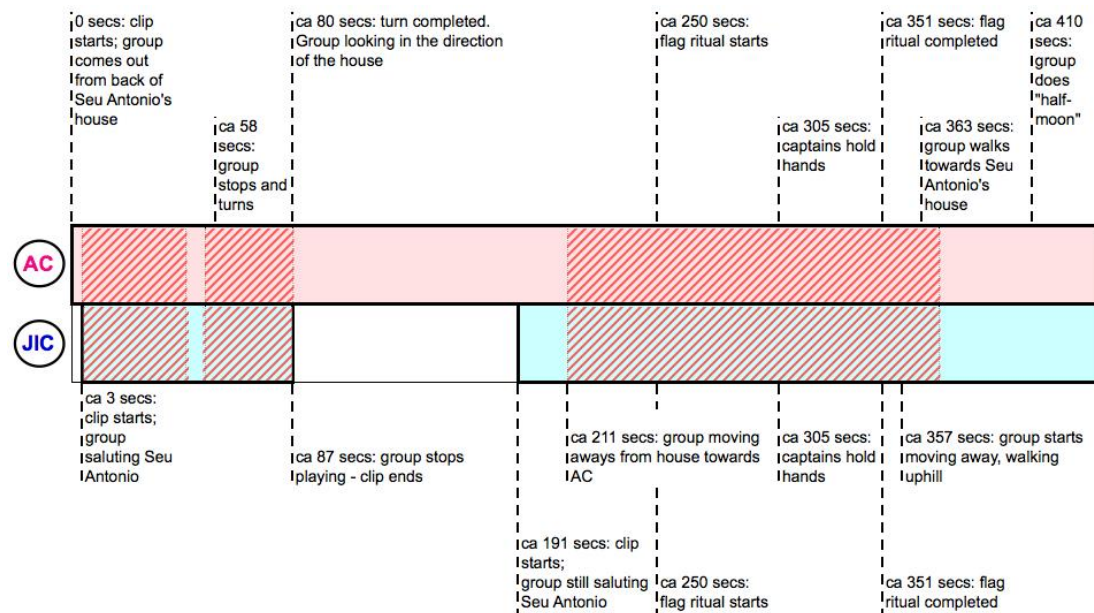 0 secs: clip
starts; group
comes out
from back of
Seu Antonio's
house
ca 58
secs:
group
stops and
turns
ca 80 secs: turn completed.
Group looking in the direction
of the house
ca 250 secs:
flag ritual starts
ca 305 secs:
captains hold
hands
ca 351 secs: flag
ritual completed
ca 363 secs:
group walks
towards Seu
Antonio's
house
ca 410
secs:
group
does
"half-
moon"
AC
JIC
ca 3 secs:
clip starts;
group
saluting Seu
Antonio
ca 87 secs: group stops
playing - clip ends
ca 191 secs: clip
starts;
group still saluting
Seu Antonio
ca 211 secs: group moving
aways from house towards
AC
ca 250 secs:
flag ritual starts
ca 305 secs:
captains hold
hands
ca 351 secs: flag
ritual completed
ca 357 secs: group starts
moving away, walking
uphill